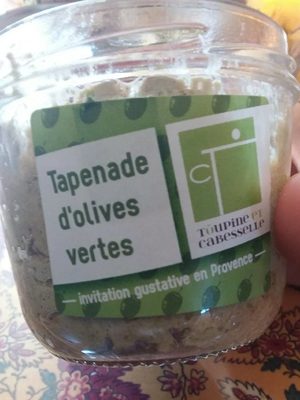 Tapenade
d'olives
vertes
TOUPINE ET
CABESSELLE
invitation gustative en Provence